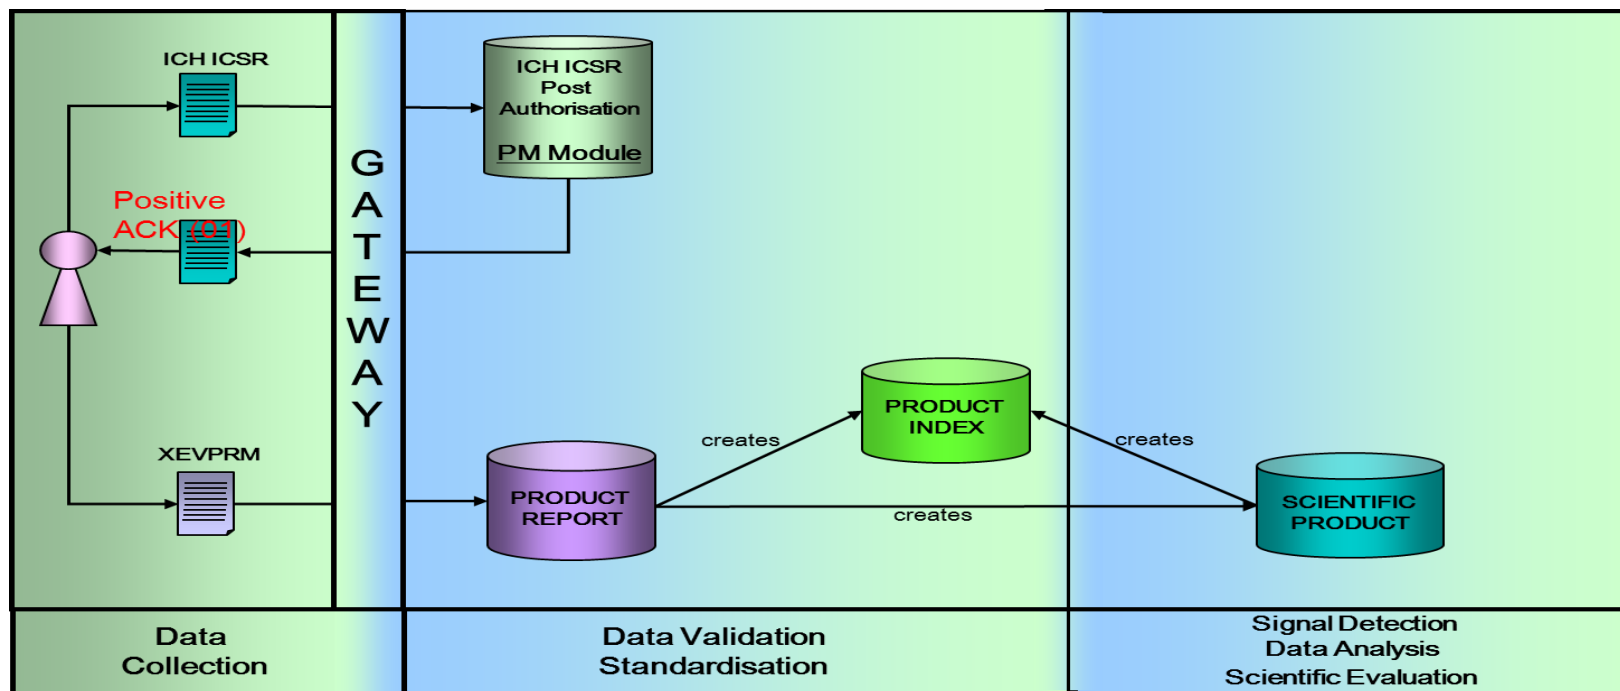 ICH ICSR
Positive
ACK (01)
XEVPRM
GATEWAY
ICH ICSR
Post
Authorisation
PM Module
PRODUCT
INDEX
creates
creates
PRODUCT
REPORT
creates
SCIENTIFIC
PRODUCT
Data
Collection
Data Validation
Standardisation
Signal Detection
Data Analysis
Scientific Evaluation